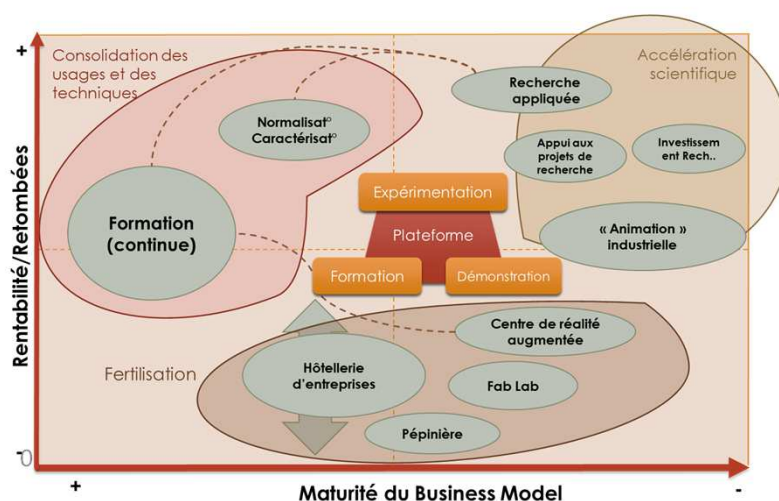 +
Consolidation des
usages et des
techniques
Accélération
scientifique
Recherche
appliquée
Normalisat°
Caractérisat°
Appui aux
projets de
recherche
Investissem
ent Rech..
Expérimentation
Formation
(continue)
Plateforme
« Animation »
industrielle
Formation
Démonstration
Rentabilité/Retombées
Centre de réalité
augmentée
Fertilisation
Hôtellerie
d'entreprises
Fab Lab
Pépinière
-0
+
-
Maturité du Business Model